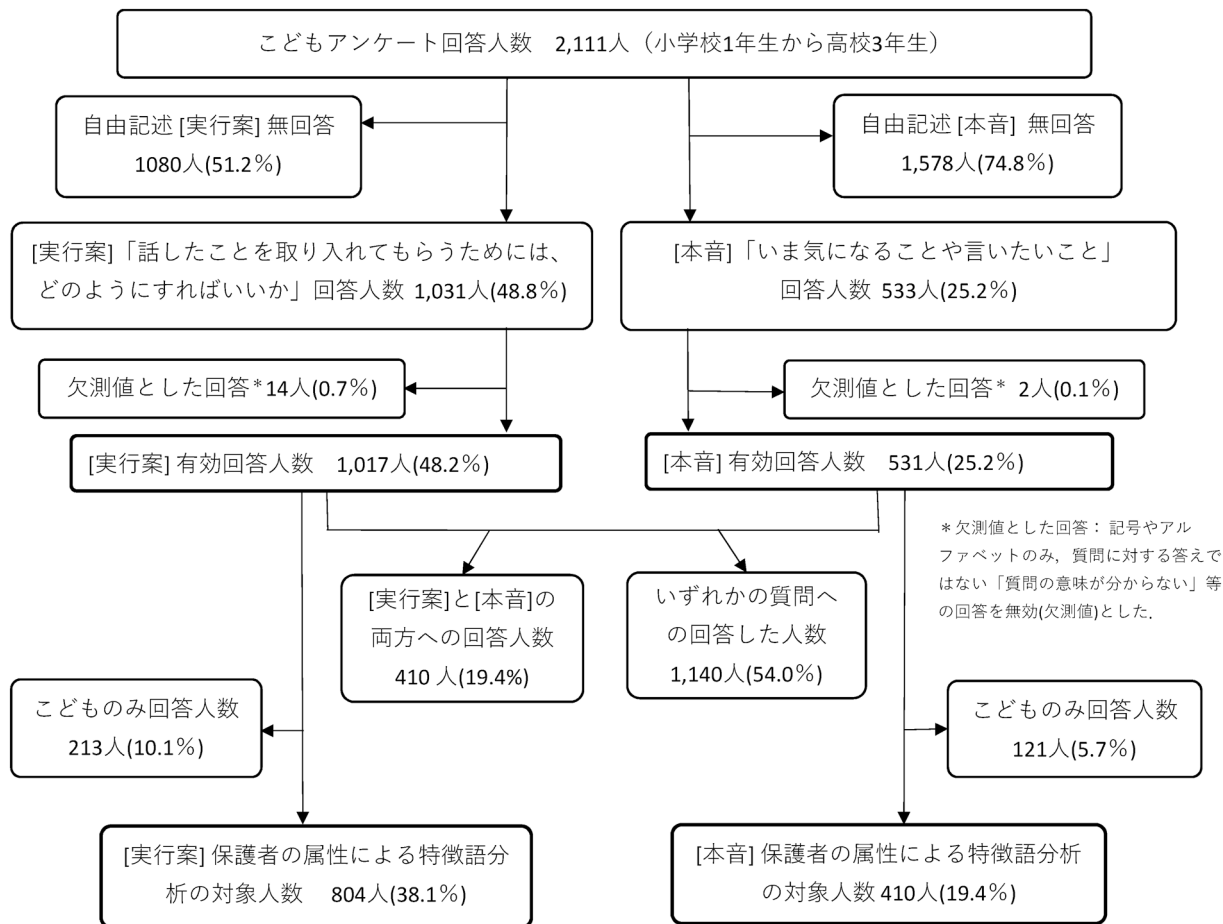 こどもアンケート回答人数　2,111人（小学校1年生から高校3年生）
自由記述 [実行案] 無回答
1080人(51.2％)
自由記述 [本音] 無回答
1,578人(74.8％)
[実行案]「話したことを取り入れてもらうためには、
どのようにすればいいか」回答人数 1,031人(48.8％)
[本音]「いま気になることや言いたいこと」
回答人数 533人(25.2％)
欠測値とした回答* 14人(0.7％)
欠測値とした回答* 2人(0.1％)
[実行案] 有効回答人数　1,017人(48.2％)
[本音] 有効回答人数　531人(25.2％)
＊欠測値とした回答： 記号やアル
ファベットのみ，質問に対する答えで
はない「質問の意味が分からない」等
の回答を無効(欠測値)とした.
[実行案]と[本音]の
両方への回答人数
410 人(19.4%)
いずれかの質問へ
の回答した人数
1,140人(54.0％)
こどものみ回答人数
213人(10.1％)
こどものみ回答人数
121人(5.7％)
[実行案] 保護者の属性による特徴語分
析の対象人数　804人(38.1％)
[本音] 保護者の属性による特徴語分析
の対象人数 410人(19.4％)